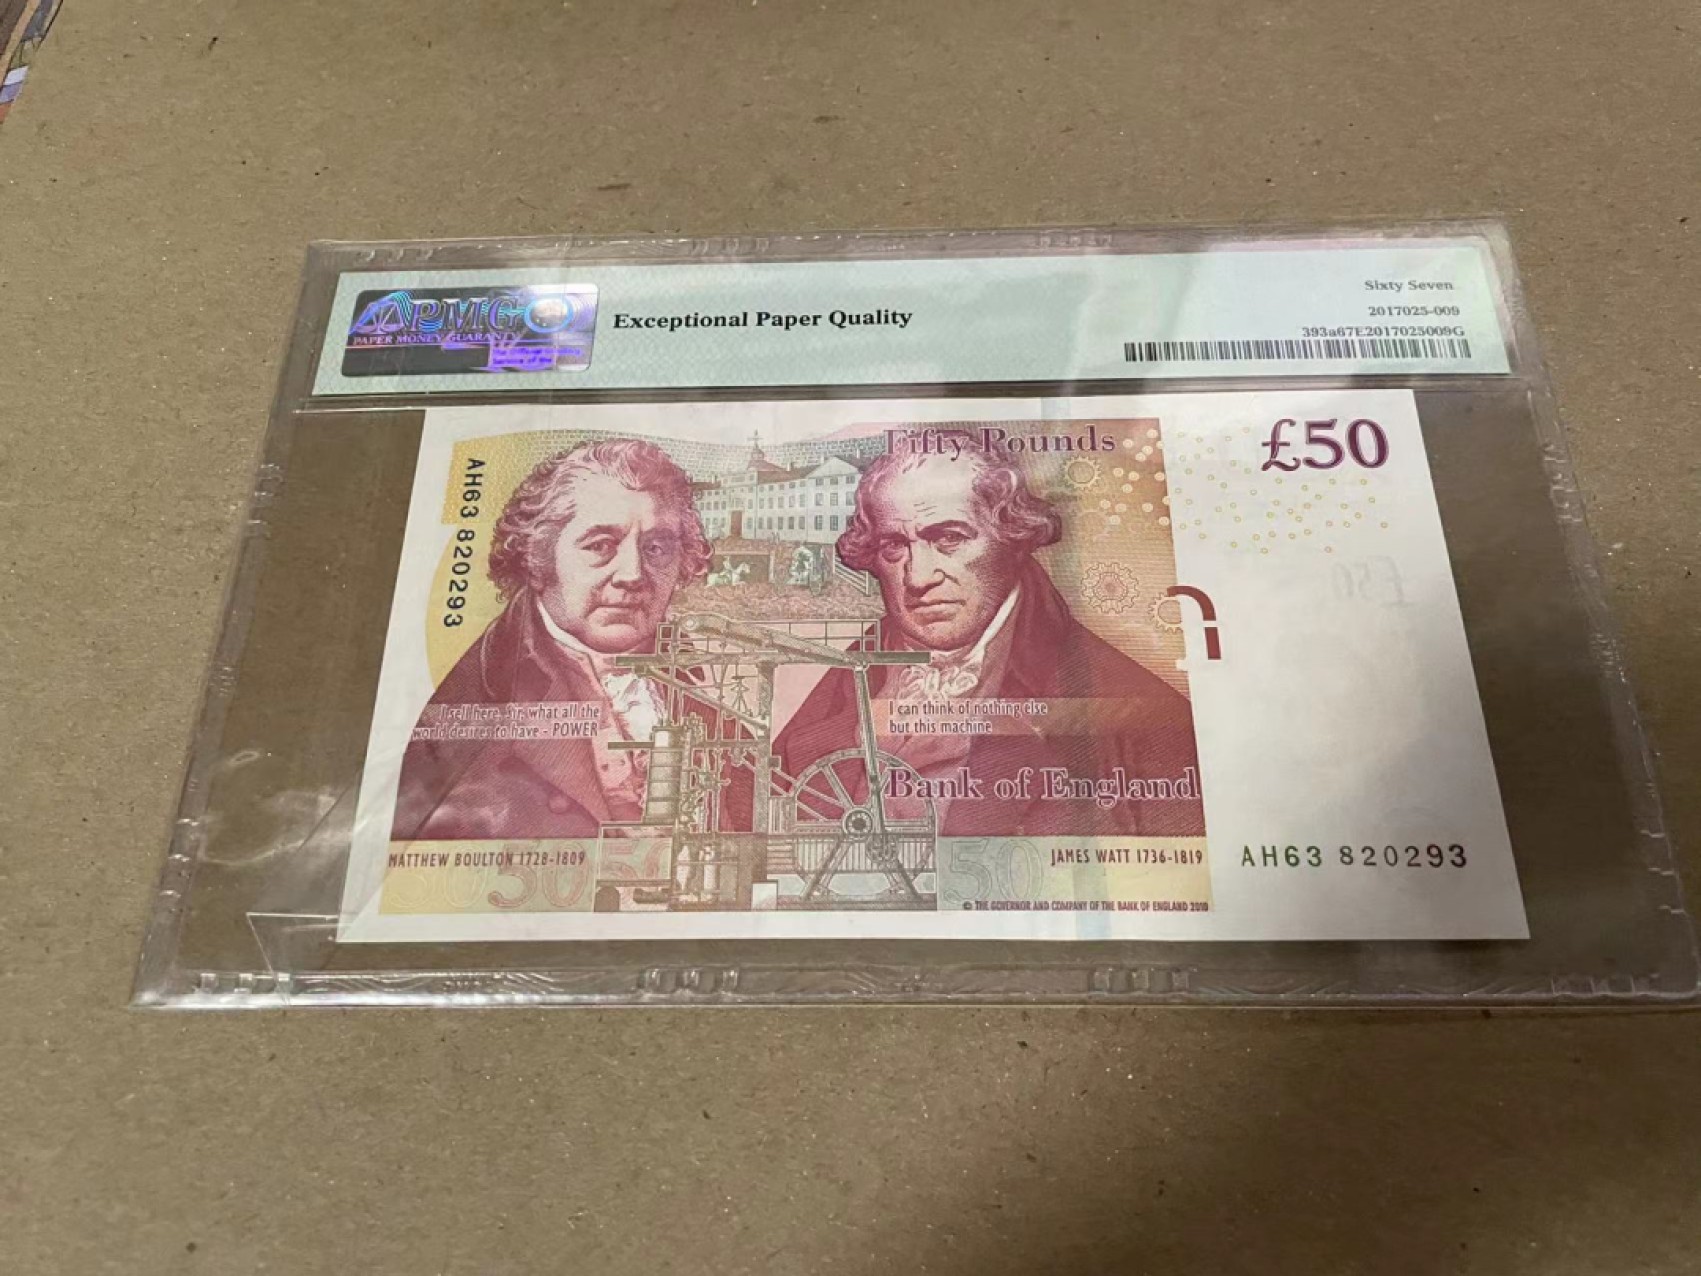 PMG
PAPER MONEY GUARANTY
Exceptional Paper Quality
Sixty Seven
2017025-009
393a67E2017025009G
Fifty Pounds
£50
AH63 820293
I sell here, Sir, what all the
world desires to have - POWER
I can think of nothing else
but this machine
Bank of England
MATTHEW BOULTON 1728-1809
50
50
JAMES WATT 1736-1819
AH63 820293
© THE GOVERNOR AND COMPANY OF THE BANK OF ENGLAND 2010